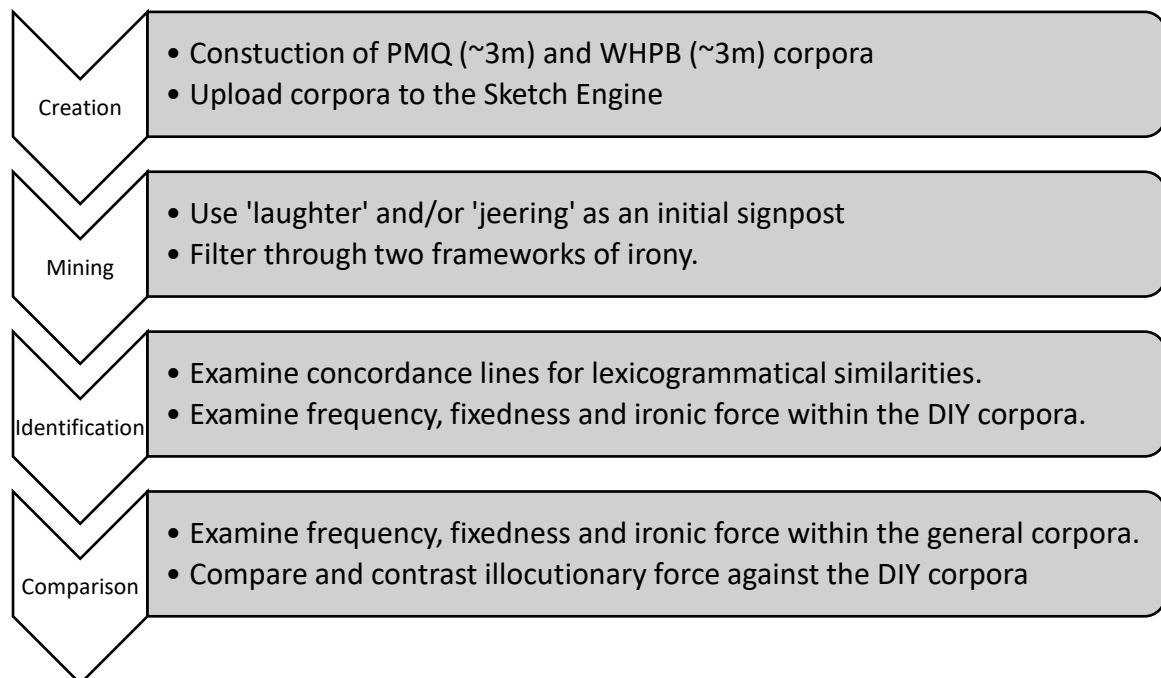 Creation
• Constuction of PMQ (~3m) and WHPB (~3m) corpora
• Upload corpora to the Sketch Engine
Mining
• Use 'laughter' and/or 'jeering' as an initial signpost
• Filter through two frameworks of irony.
Identification
• Examine concordance lines for lexicogrammatical similarities.
• Examine frequency, fixedness and ironic force within the DIY corpora.
Comparison
• Examine frequency, fixedness and ironic force within the general corpora.
• Compare and contrast illocutionary force against the DIY corpora